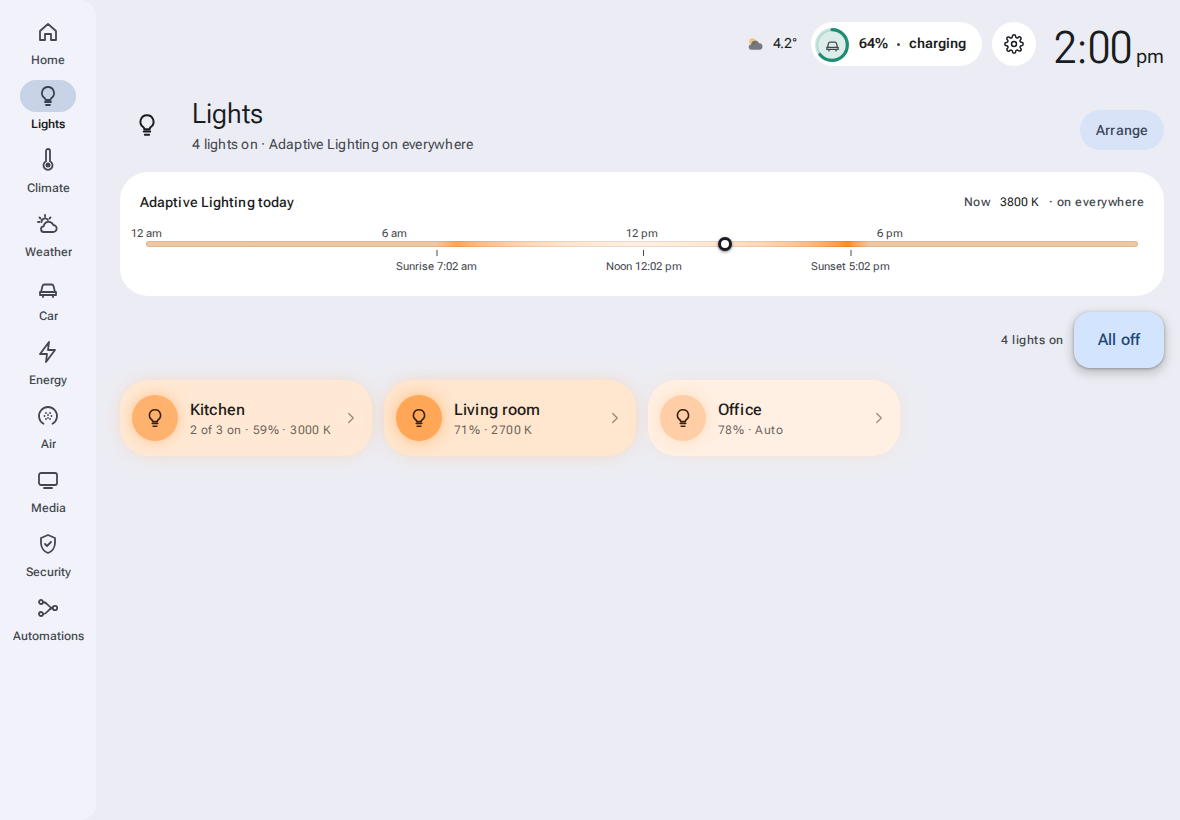 Home
Lights
Climate
Weather
Car
Energy
Air
Media
Security
Automations
4.2° 64% · charging 2:00 pm
Lights
4 lights on · Adaptive Lighting on everywhere
Arrange
Adaptive Lighting today
Now 3800 K · on everywhere
12 am 6 am 12 pm 6 pm
Sunrise 7:02 am Noon 12:02 pm Sunset 5:02 pm
4 lights on All off
Kitchen
2 of 3 on · 59% · 3000 K
Living room
71% · 2700 K
Office
78% · Auto